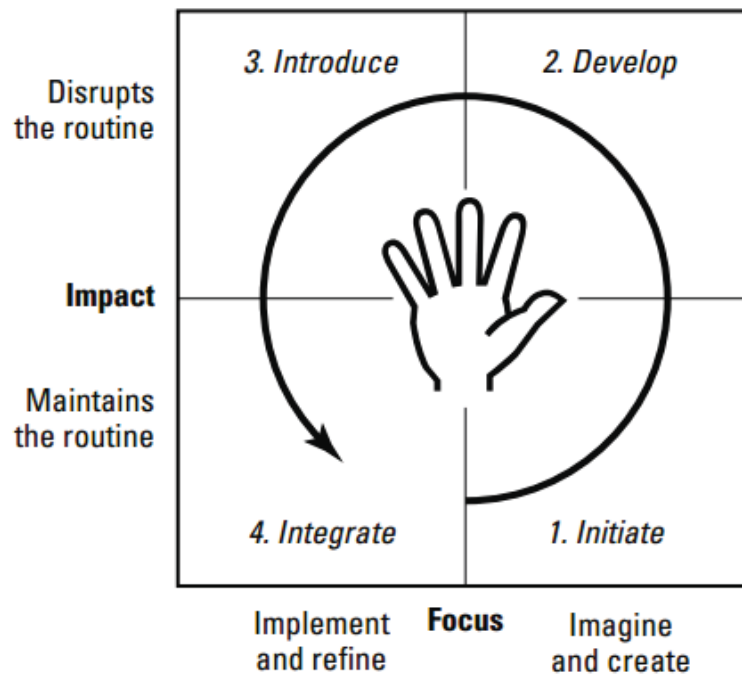 3. Introduce
2. Develop
Disrupts
the routine
Impact
Maintains
the routine
4. Integrate
1. Initiate
Implement
and refine
Focus
Imagine
and create